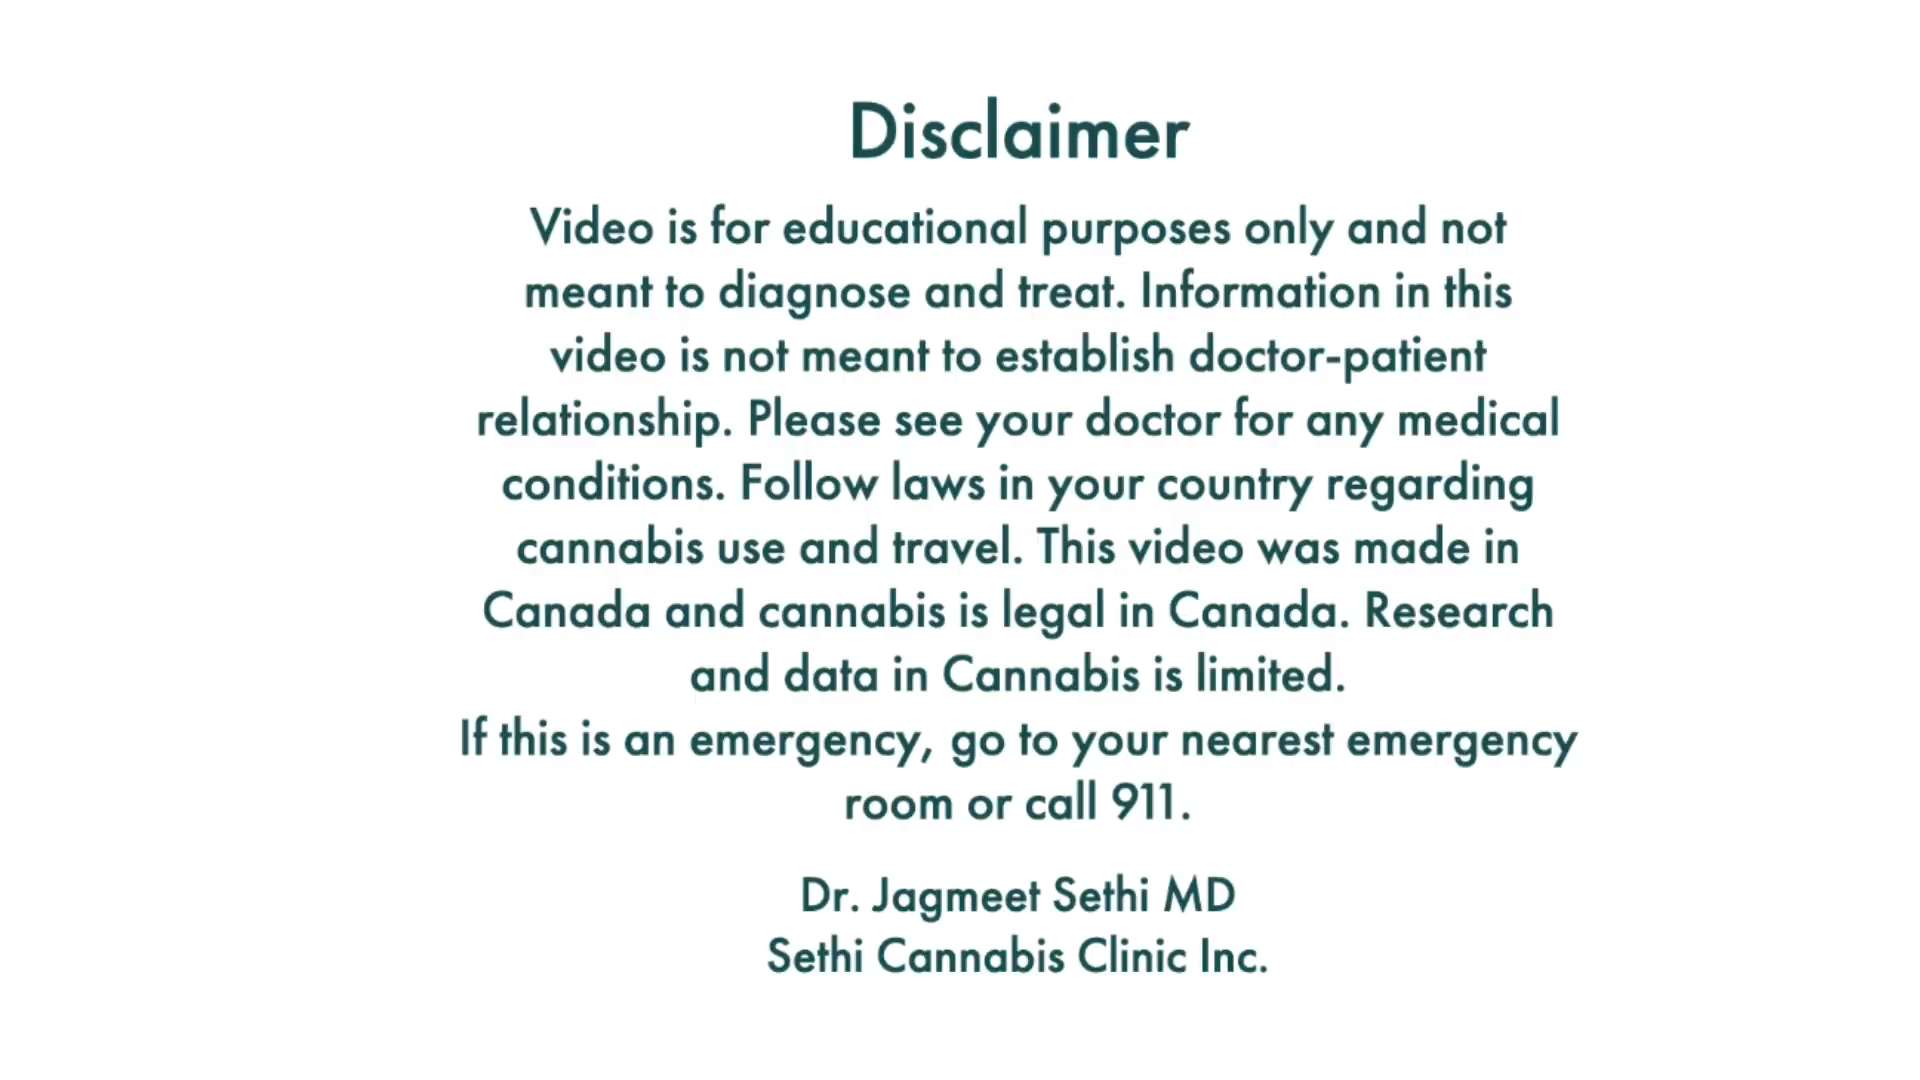 Disclaimer
Video is for educational purposes only and not
meant to diagnose and treat. Information in this
video is not meant to establish doctor-patient
relationship. Please see your doctor for any medical
conditions. Follow laws in your country regarding
cannabis use and travel. This video was made in
Canada and cannabis is legal in Canada. Research
and data in Cannabis is limited.
If this is an emergency, go to your nearest emergency
room or call 911.
Dr. Jagmeet Sethi MD
Sethi Cannabis Clinic Inc.